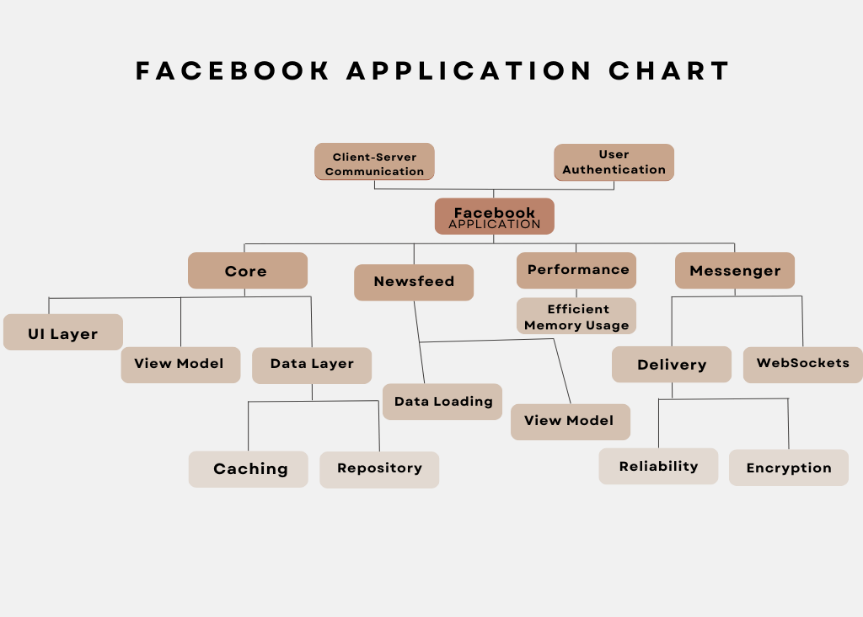 FACEBOOK APPLICATION CHART
Client-Server
Communication
User
Authentication
Facebook
APPLICATION
Core
Newsfeed
Performance
Messenger
Efficient
Memory Usage
UI Layer
View Model
Data Layer
Delivery
WebSockets
Data Loading
View Model
Caching
Repository
Reliability
Encryption